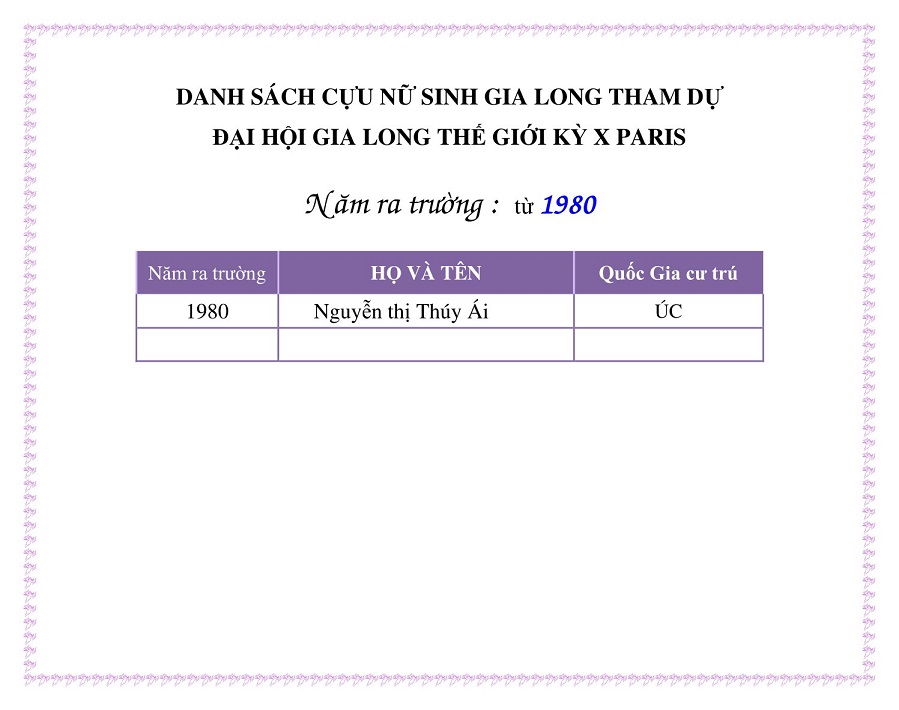 DANH SÁCH CỰU NỮ SINH GIA LONG THAM DỰ
ĐẠI HỘI GIA LONG THẾ GIỚI KỲ X PARIS
Năm ra trường : từ 1980
Năm ra trường HỌ VÀ TÊN Quốc Gia cư trú
1980 Nguyễn thị Thúy Ái ÚC